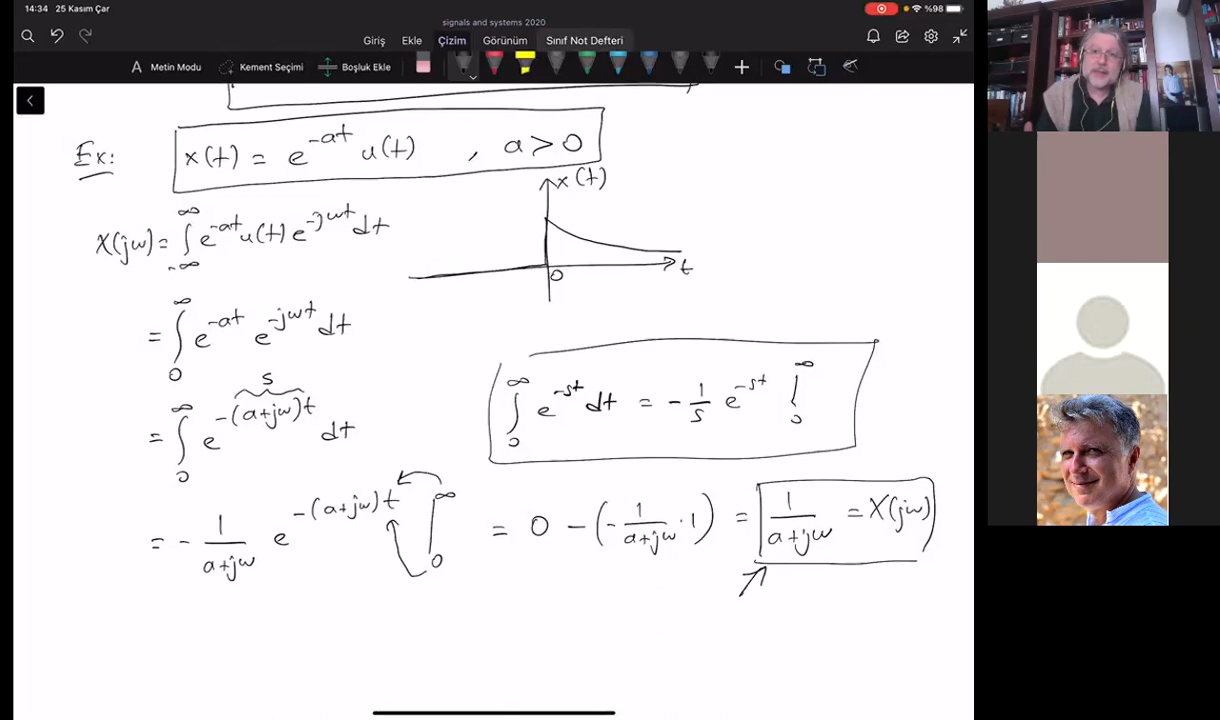 14:34 25 Kasım Çar %98
signals and systems 2020
Giriş Ekle Çizim Görünüm Sınıf Not Defteri
A Metin Modu Kement Seçimi Boşluk Ekle
Ex: x(t) = e^{-at} u(t) , a > 0
x(t)
0 t
X(jω) = ∫_{-∞}^{∞} e^{-at} u(t) e^{-jωt} dt
= ∫_0^∞ e^{-at} e^{-jωt} dt
s
= ∫_0^∞ e^{-(a+jω)t} dt
∫_0^∞ e^{-st} dt = - 1/s e^{-st} ∫_0^∞
= - 1/(a+jω) e^{-(a+jω)t} |_0^∞ = 0 - (- 1/(a+jω) · 1) = 1/(a+jω) = X(jω)